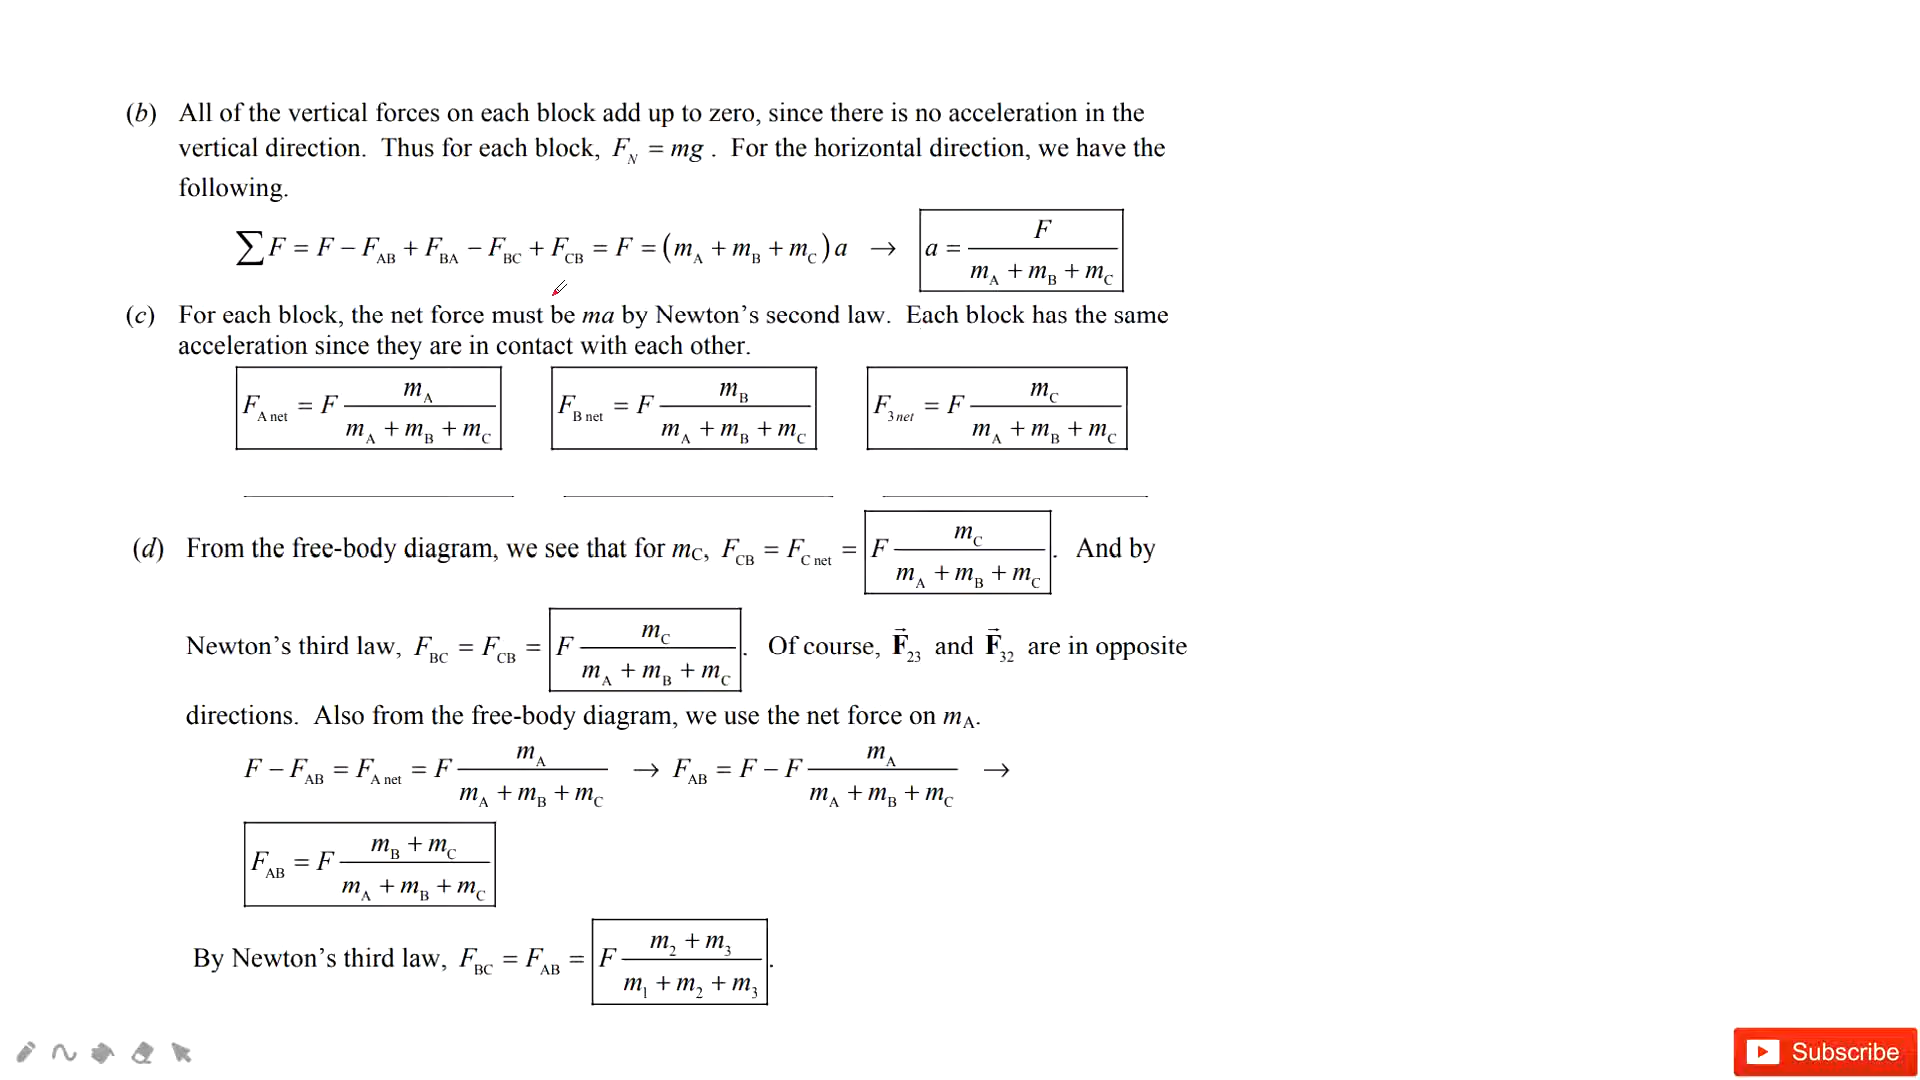 (b) All of the vertical forces on each block add up to zero, since there is no acceleration in the
vertical direction. Thus for each block, F_N = mg . For the horizontal direction, we have the
following.
∑F = F − F_AB + F_BA − F_BC + F_CB = F = (m_A + m_B + m_C)a → a = F / (m_A + m_B + m_C)
(c) For each block, the net force must be ma by Newton's second law. Each block has the same
acceleration since they are in contact with each other.
F_A net = F m_A / (m_A + m_B + m_C) F_B net = F m_B / (m_A + m_B + m_C) F_3 net = F m_C / (m_A + m_B + m_C)
(d) From the free-body diagram, we see that for m_C, F_CB = F_C net = F m_C / (m_A + m_B + m_C). And by
Newton's third law, F_BC = F_CB = F m_C / (m_A + m_B + m_C). Of course, F⃗_23 and F⃗_32 are in opposite
directions. Also from the free-body diagram, we use the net force on m_A.
F − F_AB = F_A net = F m_A / (m_A + m_B + m_C) → F_AB = F − F m_A / (m_A + m_B + m_C) →
F_AB = F (m_B + m_C) / (m_A + m_B + m_C)
By Newton's third law, F_BC = F_AB = F (m_2 + m_3) / (m_1 + m_2 + m_3).
Subscribe